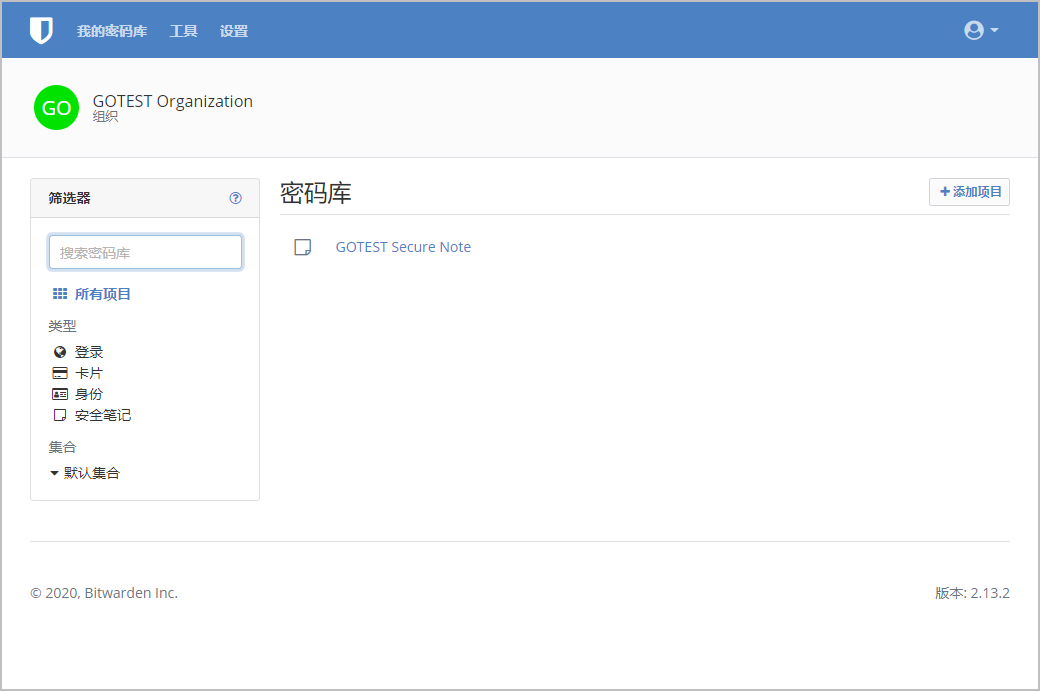 我的密码库 工具 设置
GO
GOTEST Organization
组织
筛选器
搜索密码库
所有项目
类型
登录
卡片
身份
安全笔记
集合
默认集合
密码库
添加项目
GOTEST Secure Note
© 2020, Bitwarden Inc.
版本: 2.13.2